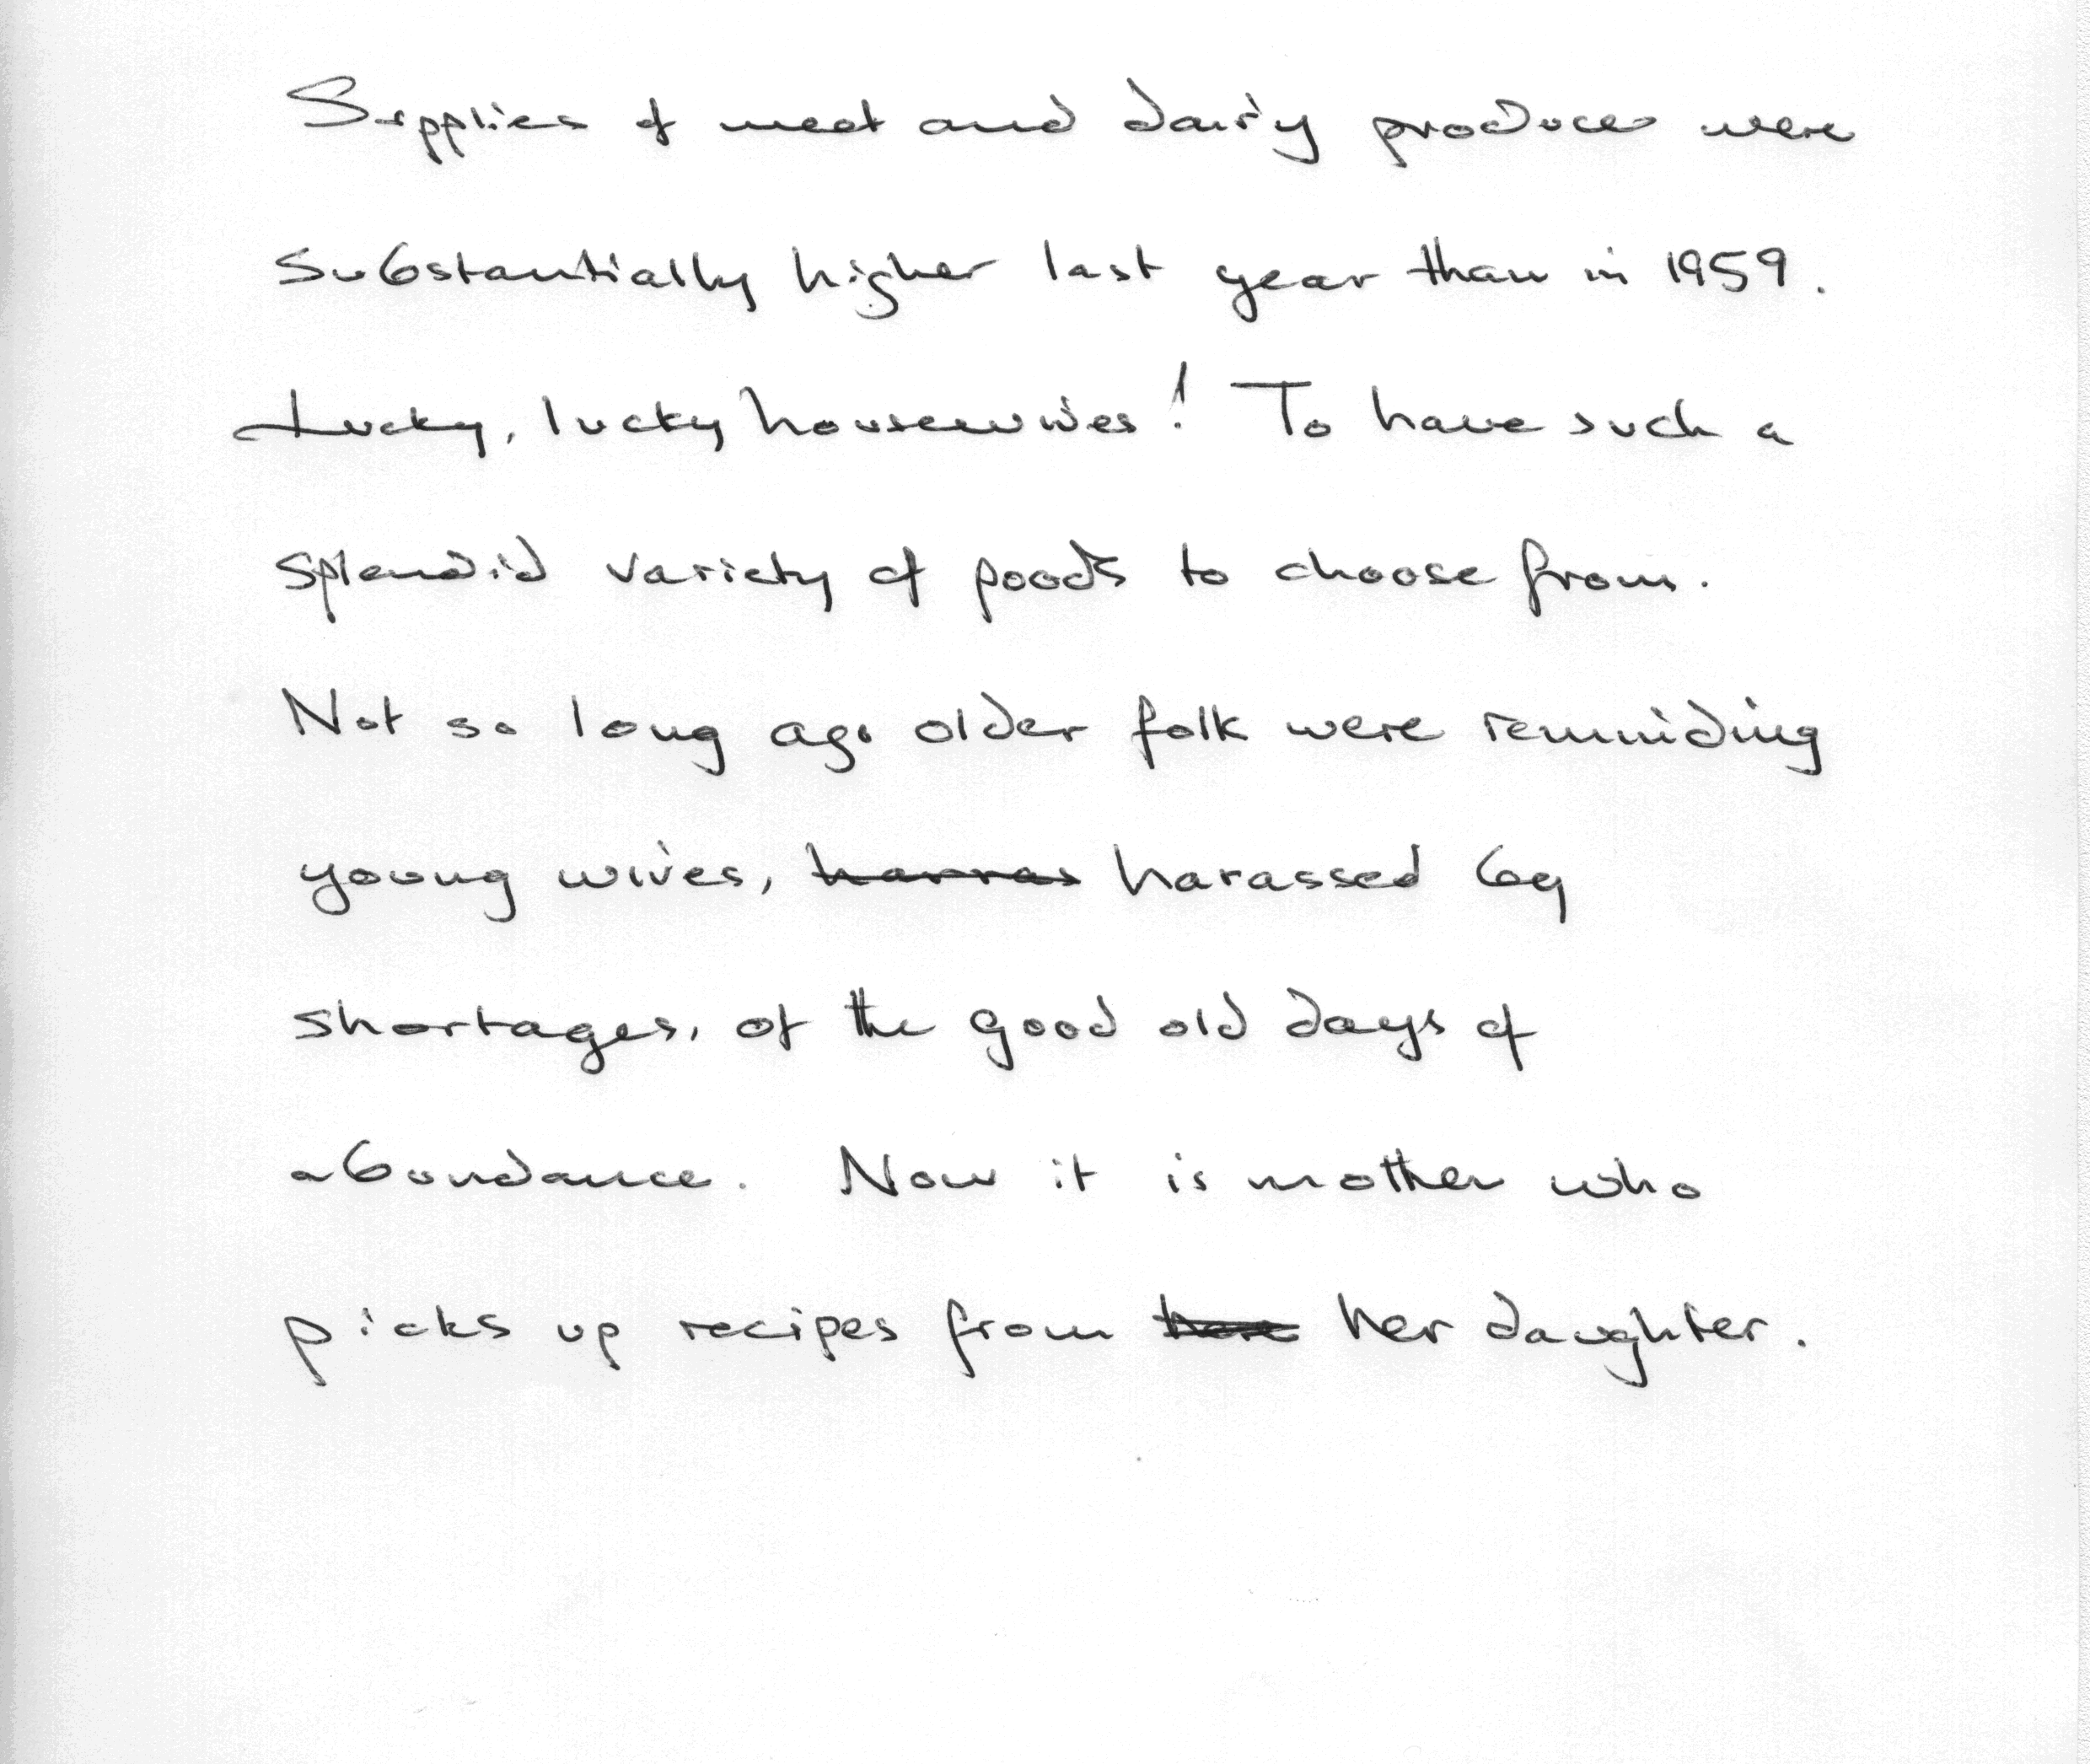 Supplies of meat and dairy produce were
substantially higher last year than in 1959.
Lucky, lucky housewives! To have such a
splendid variety of foods to choose from.
Not so long ago older folk were reminding
young wives, harras harassed by
shortages, of the good old days of
abundance. Now it is mother who
picks up recipes from her daughter.